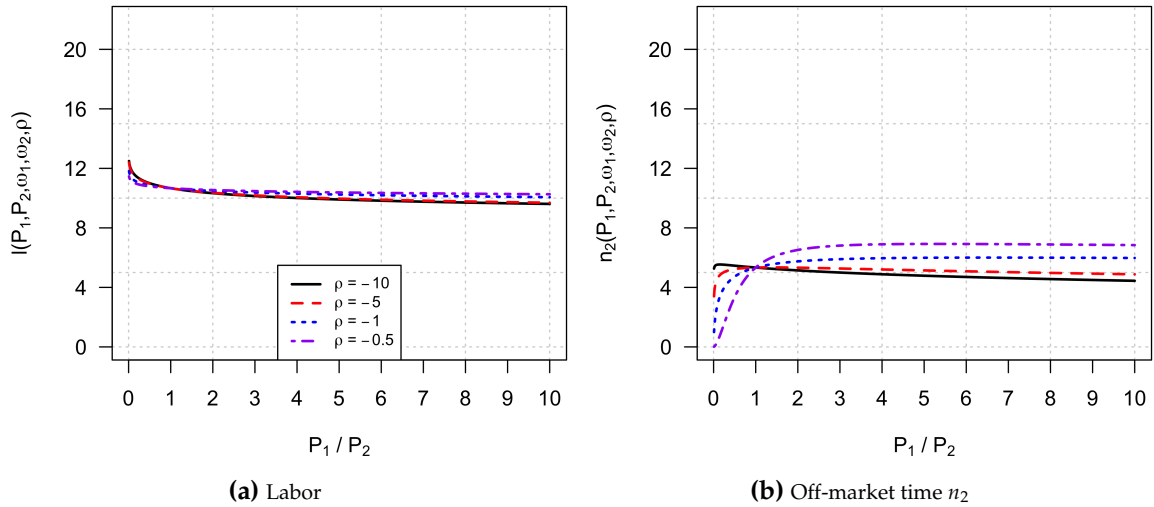 l(P₁,P₂,ω₁,ω₂,ρ)
20
16
12
8
4
0
0 1 2 3 4 5 6 7 8 9 10
P₁ / P₂
ρ = −10
ρ = −5
ρ = −1
ρ = −0.5
(a) Labor
n₂(P₁,P₂,ω₁,ω₂,ρ)
20
16
12
8
4
0
0 1 2 3 4 5 6 7 8 9 10
P₁ / P₂
(b) Off-market time n₂